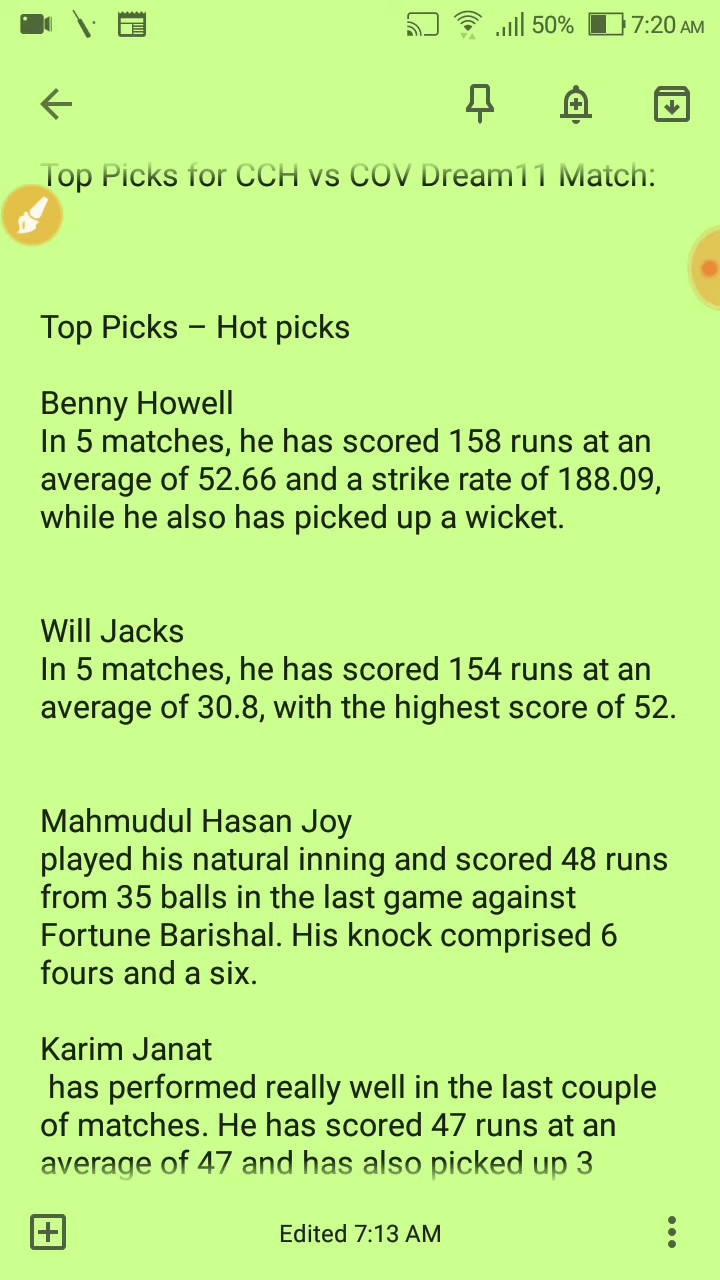 50% 7:20 AM
Top Picks for CCH vs COV Dream11 Match:
Top Picks – Hot picks
Benny Howell
In 5 matches, he has scored 158 runs at an
average of 52.66 and a strike rate of 188.09,
while he also has picked up a wicket.
Will Jacks
In 5 matches, he has scored 154 runs at an
average of 30.8, with the highest score of 52.
Mahmudul Hasan Joy
played his natural inning and scored 48 runs
from 35 balls in the last game against
Fortune Barishal. His knock comprised 6
fours and a six.
Karim Janat
has performed really well in the last couple
of matches. He has scored 47 runs at an
average of 47 and has also picked up 3
Edited 7:13 AM